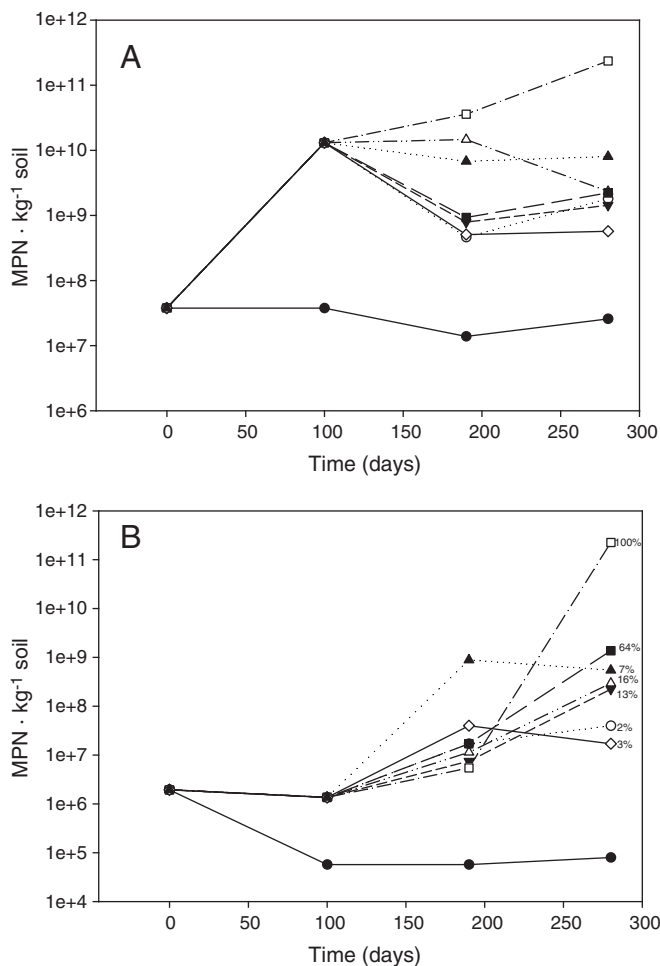 A
1e+12
1e+11
1e+10
1e+9
1e+8
1e+7
1e+6
MPN · kg-1 soil
0 50 100 150 200 250 300
Time (days)
B
1e+12
1e+11
1e+10
1e+9
1e+8
1e+7
1e+6
1e+5
1e+4
MPN · kg-1 soil
100%
64%
7%
16%
13%
2%
3%
0 50 100 150 200 250 300
Time (days)